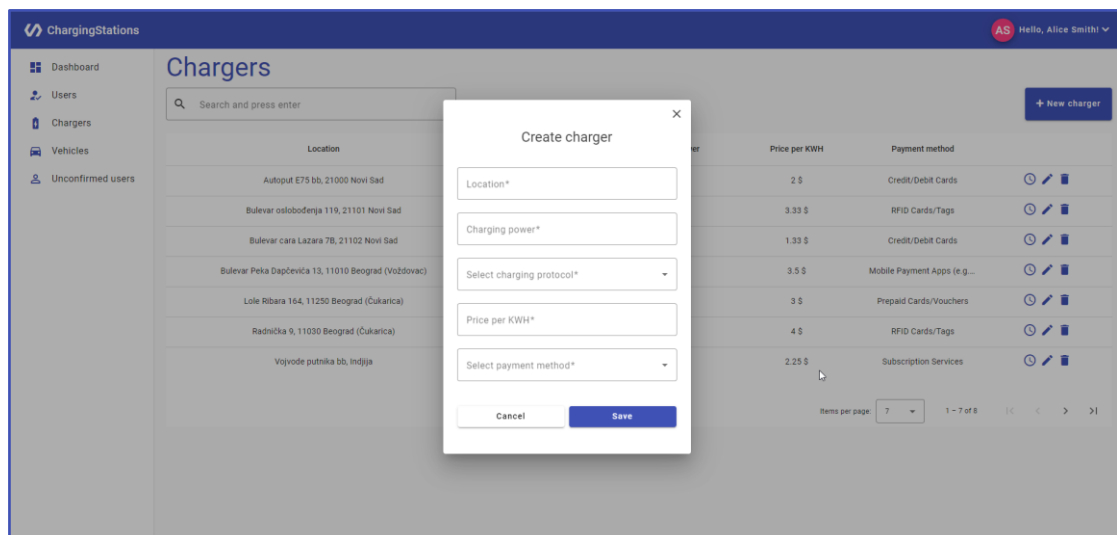 ChargingStations
AS Hello, Alice Smith!
Dashboard
Users
Chargers
Vehicles
Unconfirmed users
Chargers
Search and press enter
+ New charger
Location Price per KWH Payment method
Autoput E75 bb, 21000 Novi Sad 2 $ Credit/Debit Cards
Bulevar oslobođenja 119, 21101 Novi Sad 3.33 $ RFID Cards/Tags
Bulevar cara Lazara 7B, 21102 Novi Sad 1.33 $ Credit/Debit Cards
Bulevar Peka Dapčevića 13, 11010 Beograd (Voždovac) 3.5 $ Mobile Payment Apps (e.g....
Lole Ribara 164, 11250 Beograd (Čukarica) 3 $ Prepaid Cards/Vouchers
Radnička 9, 11030 Beograd (Čukarica) 4 $ RFID Cards/Tags
Vojvode putnika bb, Indjija 2.25 $ Subscription Services
Items per page: 7 1 – 7 of 8
Create charger
Location*
Charging power*
Select charging protocol*
Price per KWH*
Select payment method*
Cancel Save